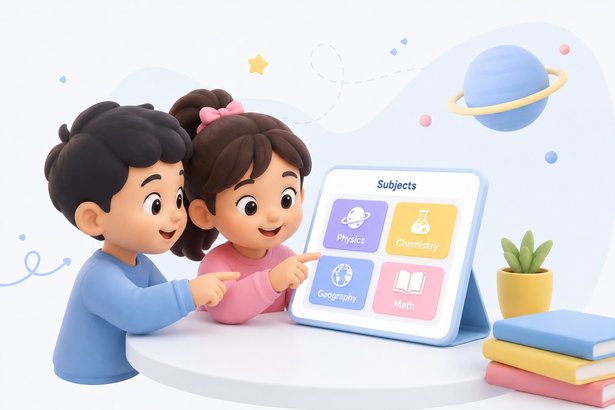 Subjects
Physics
Chemistry
Geography
Math